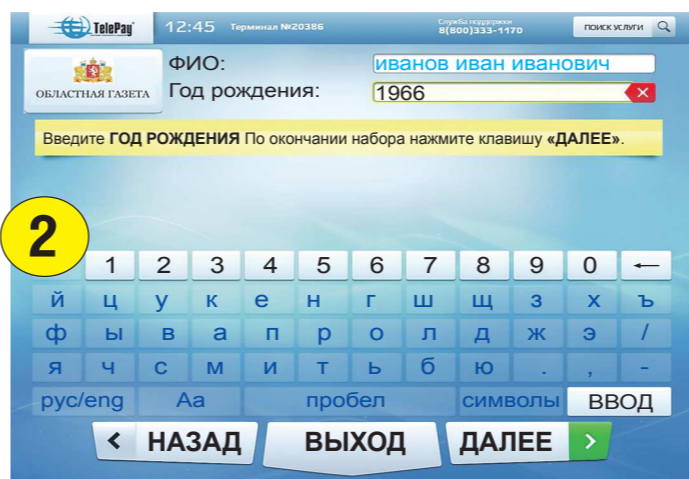 TelePay 12:45 Терминал №20386 Служба поддержки 8(800)333-1170 ПОИСК УСЛУГИ
ОБЛАСТНАЯ ГАЗЕТА
ФИО: иванов иван иванович
Год рождения: 1966
Введите ГОД РОЖДЕНИЯ По окончании набора нажмите клавишу «ДАЛЕЕ».
2
1 2 3 4 5 6 7 8 9 0 ←
й ц у к е н г ш щ з х ъ
ф ы в а п р о л д ж э /
я ч с м и т ь б ю . , -
рус/eng Аа пробел символы ВВОД
< НАЗАД ВЫХОД ДАЛЕЕ >